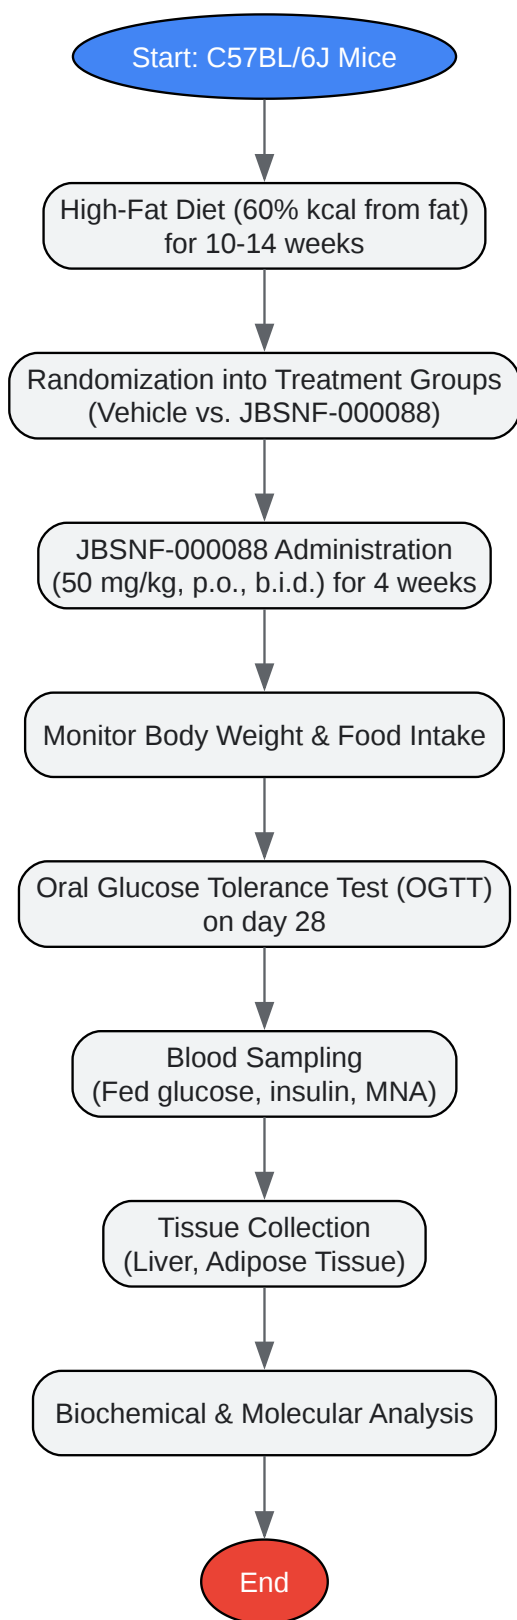 Start: C57BL/6J Mice
High-Fat Diet (60% kcal from fat)
for 10-14 weeks
Randomization into Treatment Groups
(Vehicle vs. JBSNF-000088)
JBSNF-000088 Administration
(50 mg/kg, p.o., b.i.d.) for 4 weeks
Monitor Body Weight & Food Intake
Oral Glucose Tolerance Test (OGTT)
on day 28
Blood Sampling
(Fed glucose, insulin, MNA)
Tissue Collection
(Liver, Adipose Tissue)
Biochemical & Molecular Analysis
End